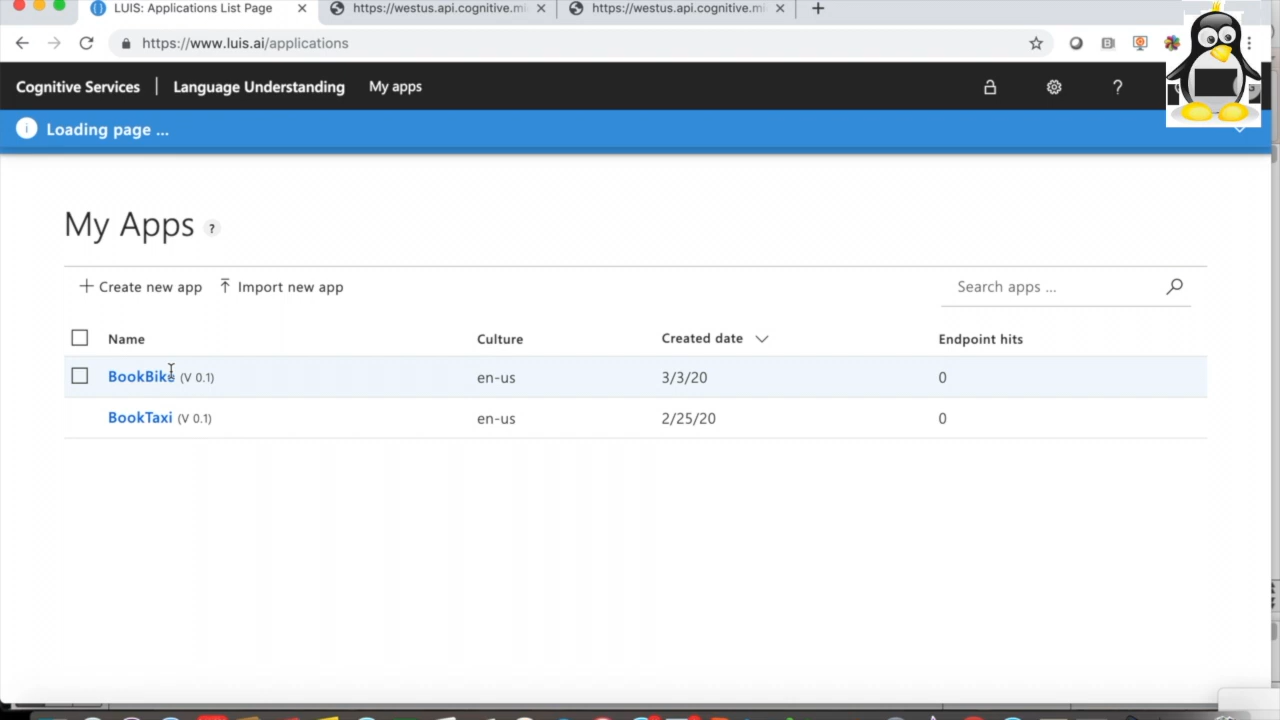 LUIS: Applications List Page
https://westus.api.cognitive.mi
https://westus.api.cognitive.mi
https://www.luis.ai/applications
Cognitive Services | Language Understanding My apps ?
Loading page ...
My Apps ?
+ Create new app Import new app Search apps ...
Name Culture Created date Endpoint hits
BookBike (V 0.1) en-us 3/3/20 0
BookTaxi (V 0.1) en-us 2/25/20 0